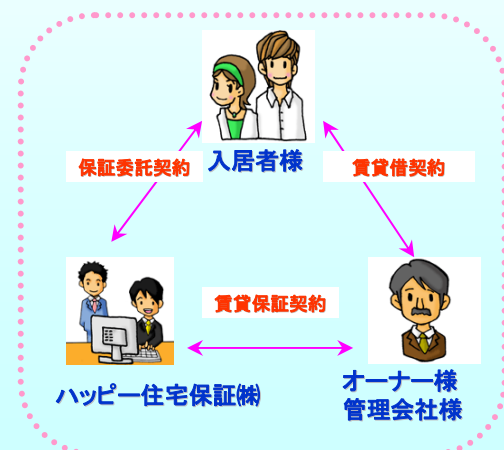 入居者様
保証委託契約
賃貸借契約
賃貸保証契約
ハッピー住宅保証㈱
オーナー様
管理会社様